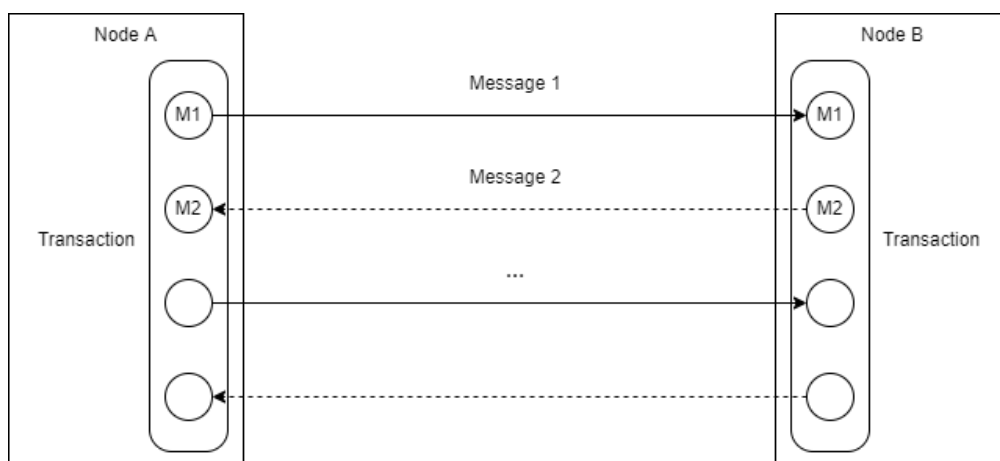 Node A
Node B
Message 1
M1
M1
Message 2
M2
M2
Transaction
Transaction
...